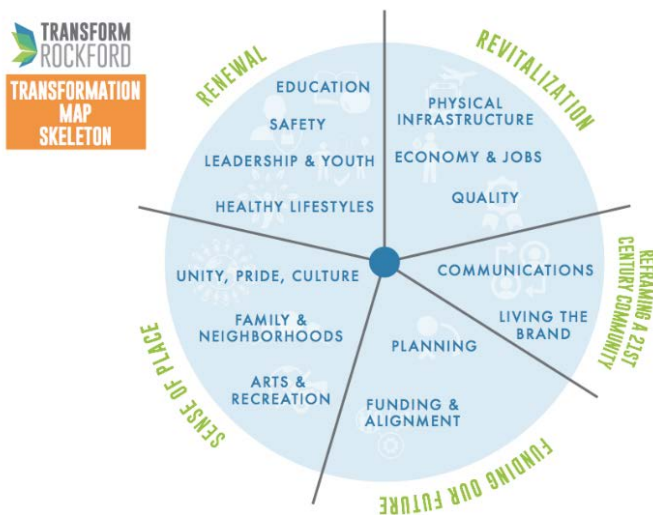 TRANSFORM
ROCKFORD
TRANSFORMATION
MAP
SKELETON
RENEWAL
EDUCATION
SAFETY
LEADERSHIP & YOUTH
HEALTHY LIFESTYLES
REVITALIZATION
PHYSICAL
INFRASTRUCTURE
ECONOMY & JOBS
QUALITY
REFRAMING A 21ST
CENTURY COMMUNITY
COMMUNICATIONS
LIVING THE
BRAND
FUNDING OUR FUTURE
PLANNING
FUNDING &
ALIGNMENT
SENSE OF PLACE
UNITY, PRIDE, CULTURE
FAMILY &
NEIGHBORHOODS
ARTS &
RECREATION